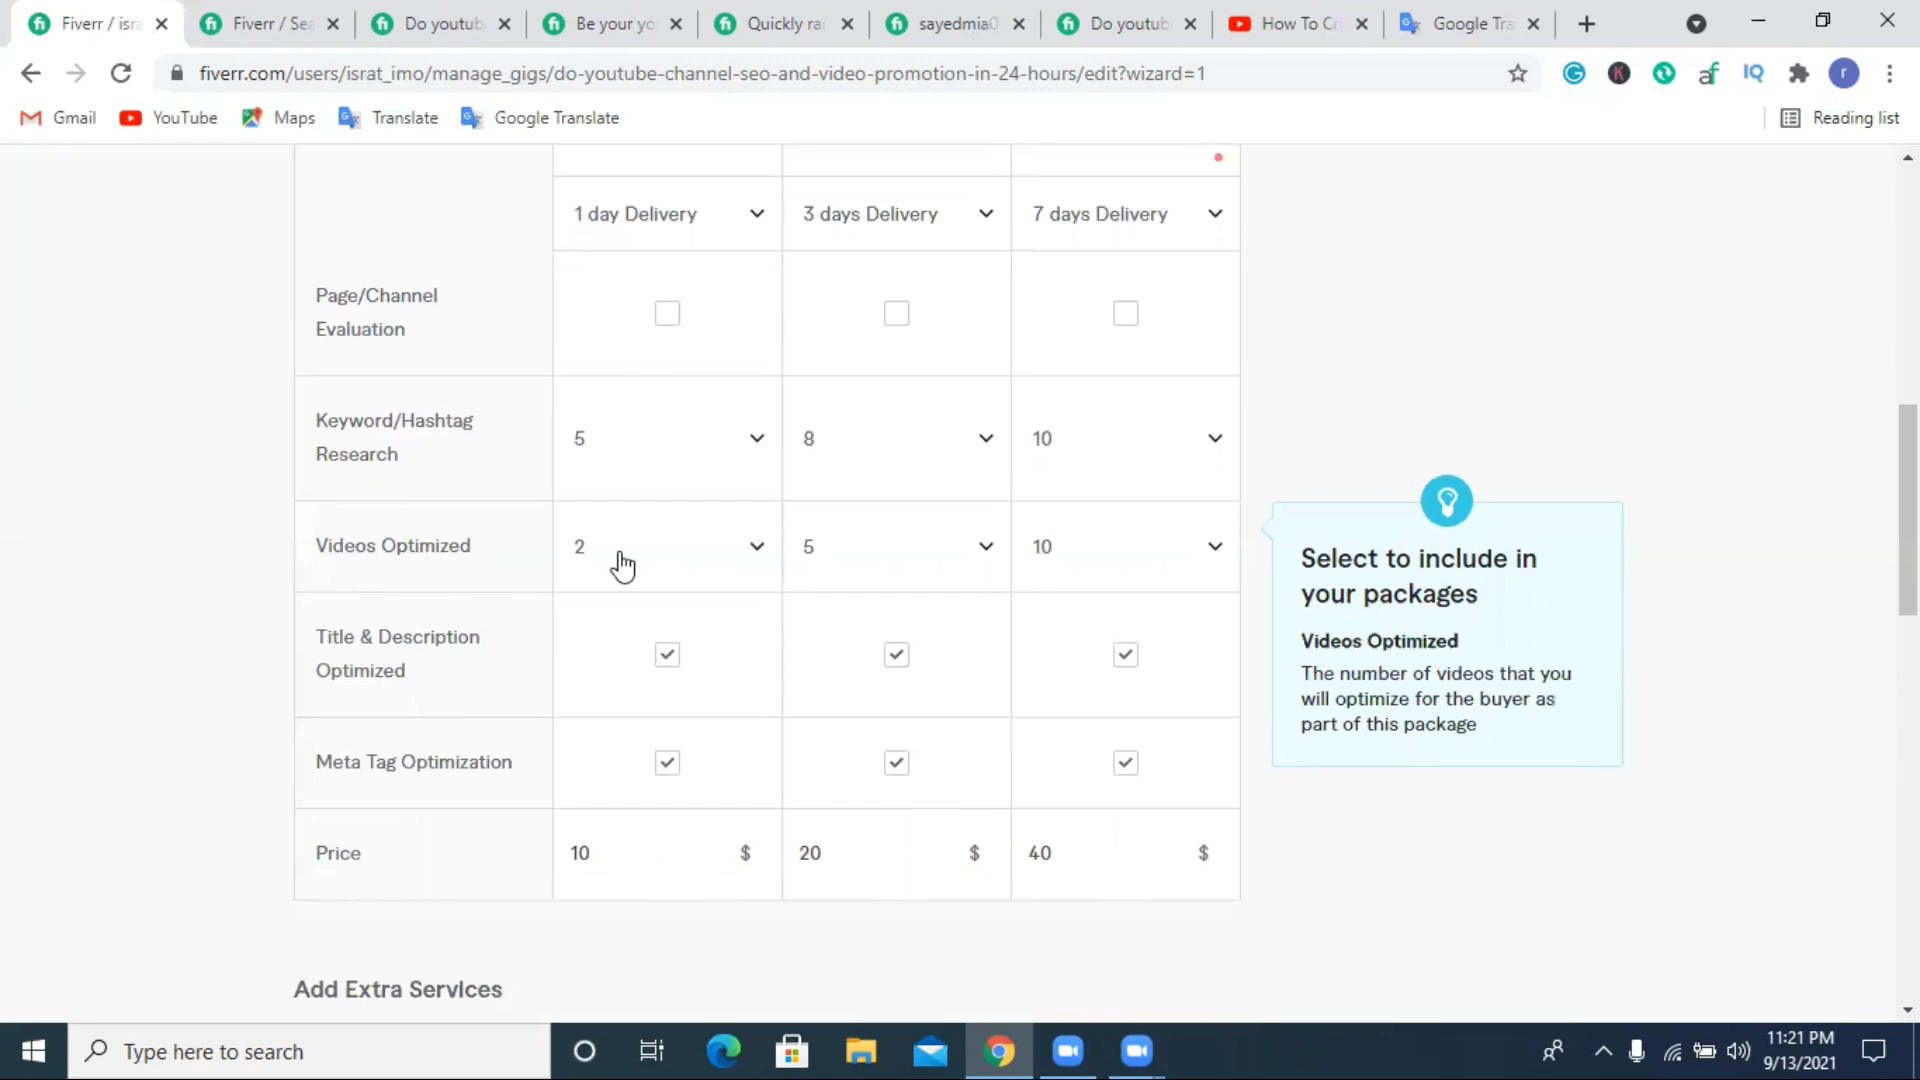 Fiverr / isra
Fiverr / Sea
Do youtub
Be your yo
Quickly ra
sayedmia0
Do youtub
How To Cr
Google Tra
fiverr.com/users/israt_imo/manage_gigs/do-youtube-channel-seo-and-video-promotion-in-24-hours/edit?wizard=1
IQ
r
Gmail
YouTube
Maps
Translate
Google Translate
Reading list
1 day Delivery
3 days Delivery
7 days Delivery
Page/Channel
Evaluation
Keyword/Hashtag
Research
5
8
10
Videos Optimized
2
5
10
Select to include in
your packages
Videos Optimized
The number of videos that you
will optimize for the buyer as
part of this package
Title & Description
Optimized
Meta Tag Optimization
Price
10 $
20 $
40 $
Add Extra Services
Type here to search
11:21 PM
9/13/2021